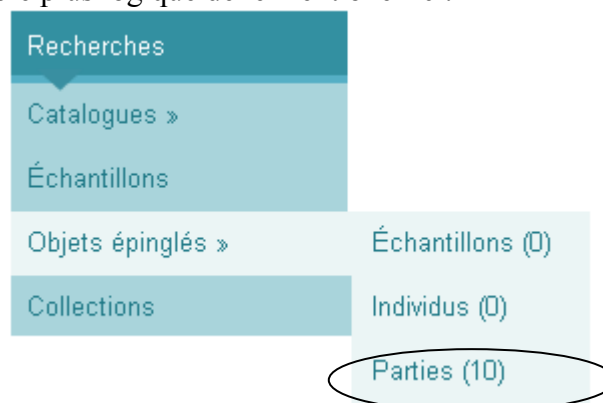 Recherches
Catalogues »
Échantillons
Objets épinglés »
Collections
Échantillons (0)
Individus (0)
Parties (10)